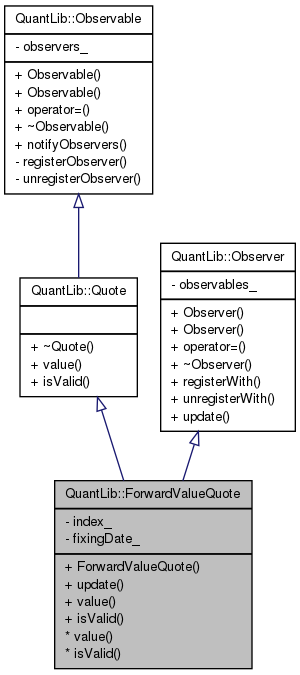 QuantLib::Observable
- observers_
+ Observable()
+ Observable()
+ operator=()
+ ~Observable()
+ notifyObservers()
- registerObserver()
- unregisterObserver()
QuantLib::Quote
+ ~Quote()
+ value()
+ isValid()
QuantLib::Observer
- observables_
+ Observer()
+ Observer()
+ operator=()
+ ~Observer()
+ registerWith()
+ unregisterWith()
+ update()
QuantLib::ForwardValueQuote
- index_
- fixingDate_
+ ForwardValueQuote()
+ update()
+ value()
+ isValid()
* value()
* isValid()